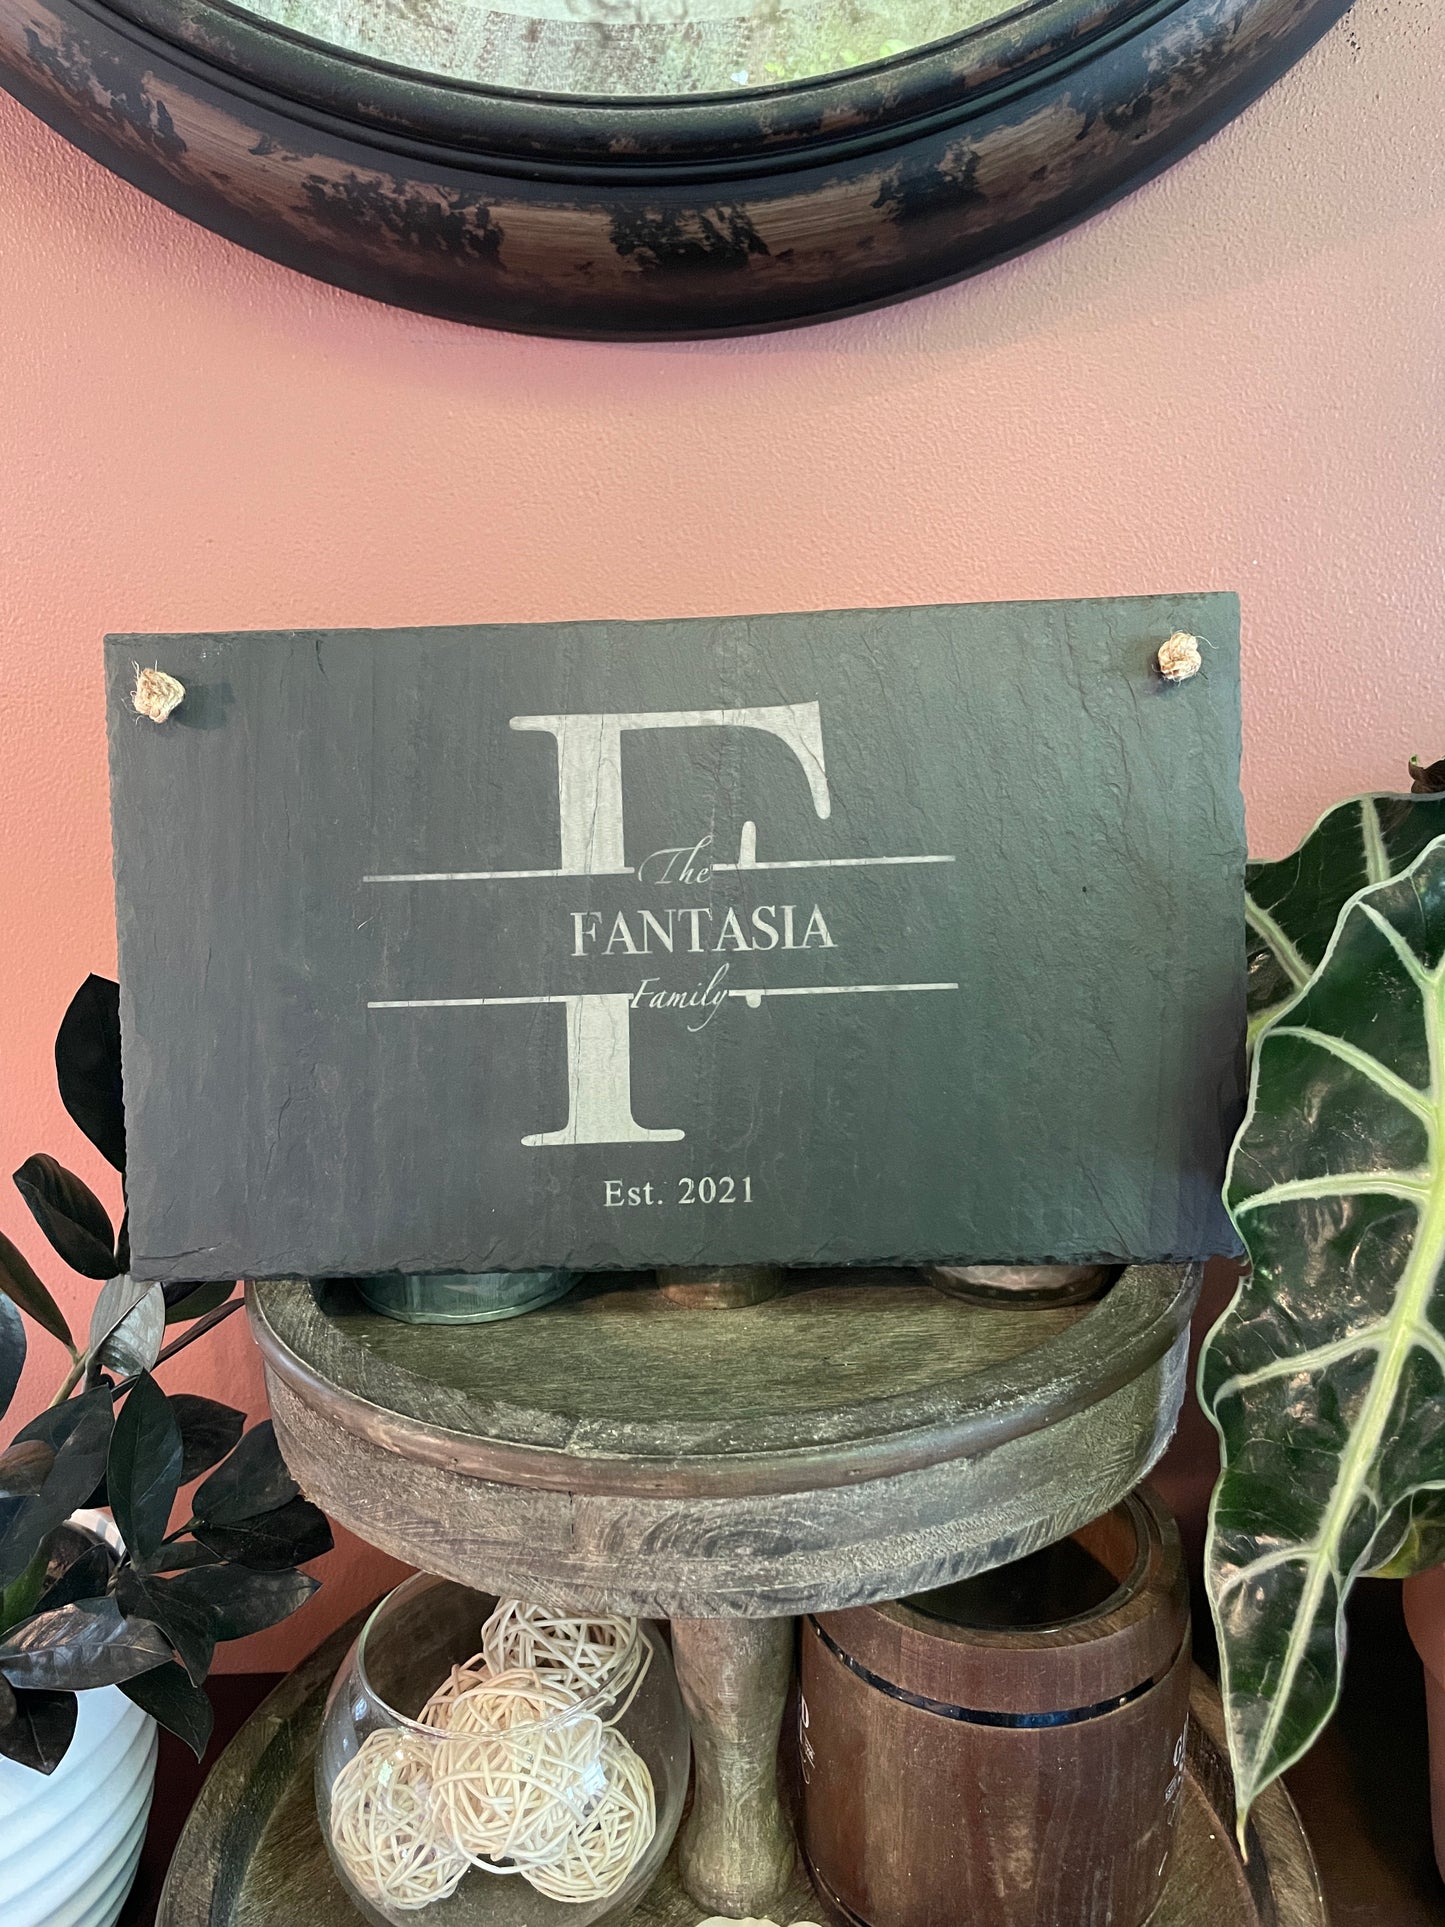 F
The
FANTASIA
Family
Est. 2021